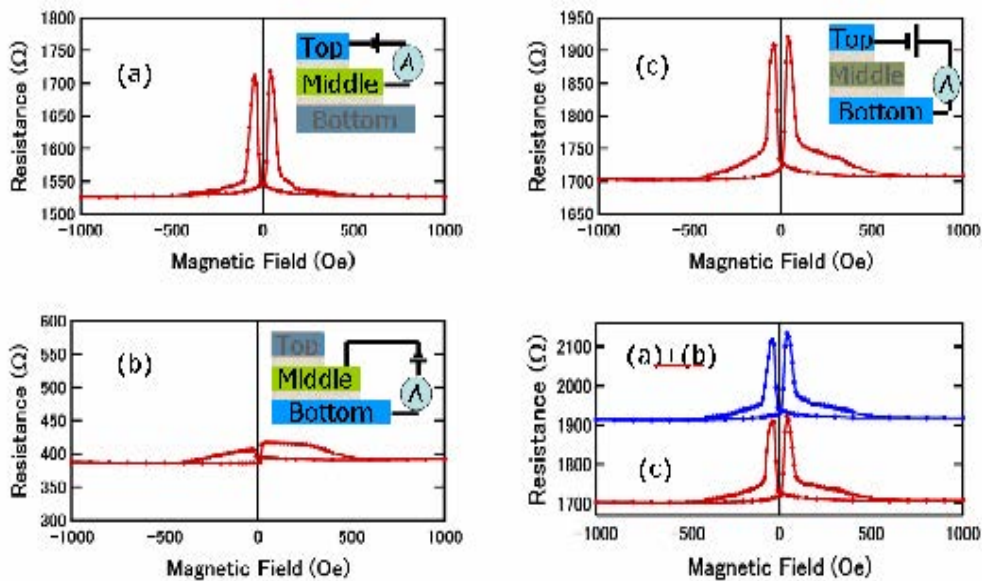 1800
1750
1700
1650
1600
1550
1500
Resistance (Ω)
(a)
Top
Middle
Bottom
A
-1000 -500 0 500 1000
Magnetic Field (Oe)
1950
1900
1850
1800
1750
1700
1650
Resistance (Ω)
(c)
Top
Middle
Bottom
A
-1000 -500 0 500 1000
Magnetic Field (Oe)
600
550
500
450
400
350
300
Resistance (Ω)
(b)
Top
Middle
Bottom
A
-1000 -500 0 500 1000
Magnetic Field (Oe)
2100
2000
1900
1800
1700
Resistance (Ω)
(a)+(b)
(c)
-1000 -500 0 500 1000
Magnetic Field (Oe)